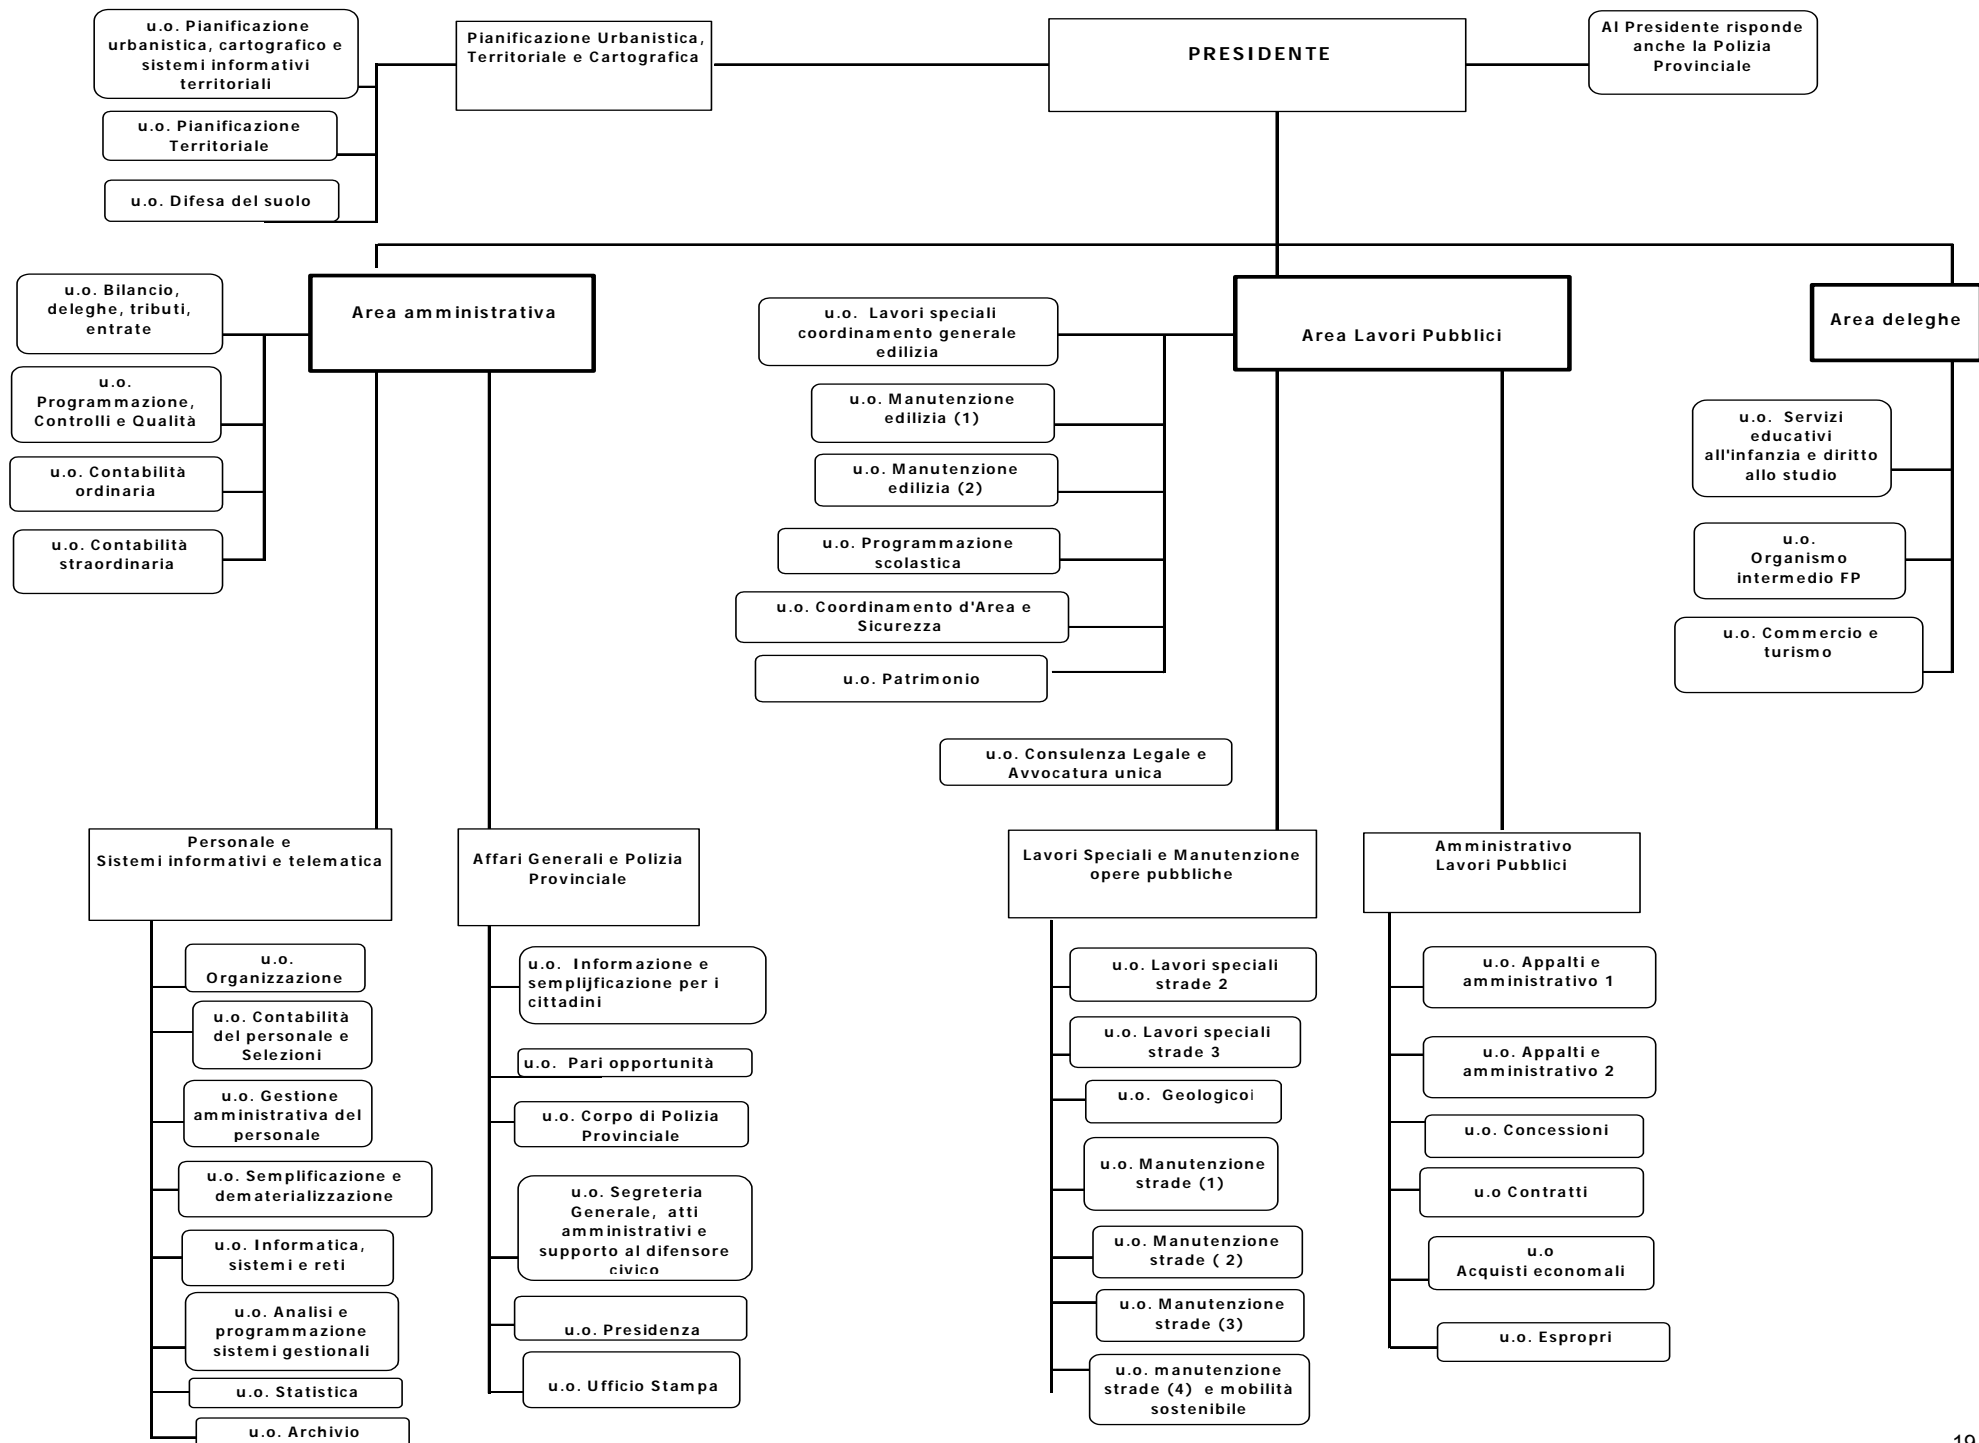 u.o. Pianificazione
urbanistica, cartografico e
sistemi informativi
territoriali
Pianificazione Urbanistica,
Territoriale e Cartografica
PRESIDENTE
Al Presidente risponde
anche la Polizia
Provinciale
u.o. Pianificazione
Territoriale
u.o. Difesa del suolo
u.o. Bilancio,
deleghe, tributi,
entrate
Area amministrativa
u.o. Lavori speciali
coordinamento generale
edilizia
Area Lavori Pubblici
Area deleghe
u.o.
Programmazione,
Controlli e Qualità
u.o. Contabilità
ordinaria
u.o. Contabilità
straordinaria
u.o. Manutenzione
edilizia (1)
u.o. Manutenzione
edilizia (2)
u.o. Programmazione
scolastica
u.o. Coordinamento d'Area e
Sicurezza
u.o. Patrimonio
u.o. Servizi
educativi
all'infanzia e diritto
allo studio
u.o.
Organismo
intermedio FP
u.o. Commercio e
turismo
u.o. Consulenza Legale e
Avvocatura unica
Personale e
Sistemi informativi e telematica
Affari Generali e Polizia
Provinciale
Lavori Speciali e Manutenzione
opere pubbliche
Amministrativo
Lavori Pubblici
u.o.
Organizzazione
u.o. Contabilità
del personale e
Selezioni
u.o. Gestione
amministrativa del
personale
u.o. Semplificazione e
dematerializzazione
u.o. Informatica,
sistemi e reti
u.o. Analisi e
programmazione
sistemi gestionali
u.o. Statistica
u.o. Archivio
u.o. Informazione e
semplijficazione per i
cittadini
u.o. Pari opportunità
u.o. Corpo di Polizia
Provinciale
u.o. Segreteria
Generale, atti
amministrativi e
supporto al difensore
civico
u.o. Presidenza
u.o. Ufficio Stampa
u.o. Lavori speciali
strade 2
u.o. Lavori speciali
strade 3
u.o. Geologicoi
u.o. Manutenzione
strade (1)
u.o. Manutenzione
strade ( 2)
u.o. Manutenzione
strade (3)
u.o. manutenzione
strade (4) e mobilità
sostenibile
u.o. Appalti e
amministrativo 1
u.o. Appalti e
amministrativo 2
u.o. Concessioni
u.o Contratti
u.o
Acquisti economali
u.o. Espropri
19